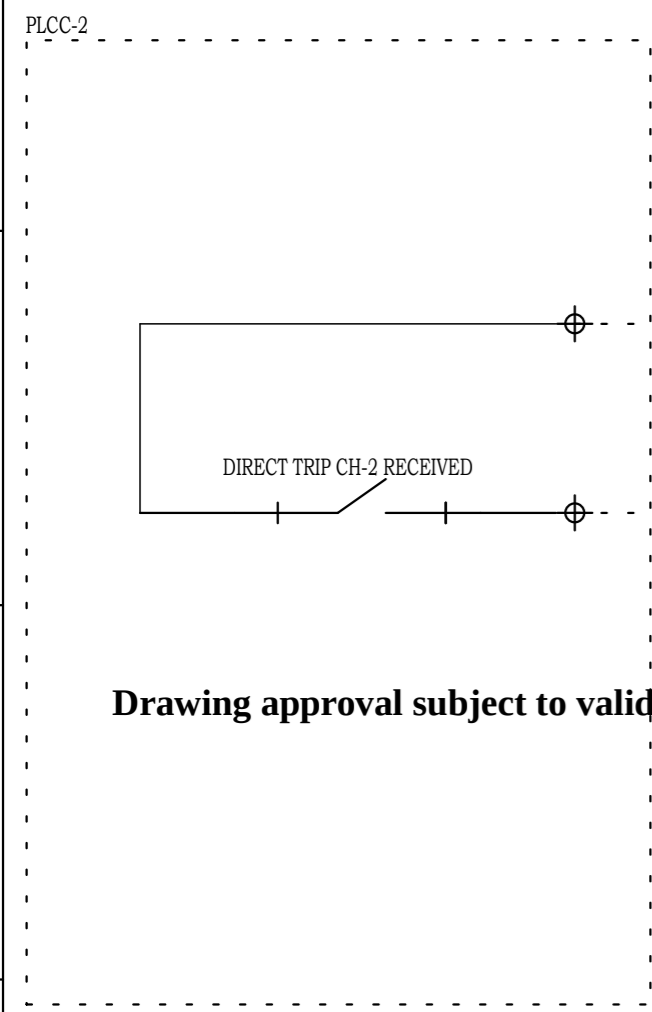 PLCC-2
DIRECT TRIP CH-2 RECEIVED
Drawing approval subject to valid